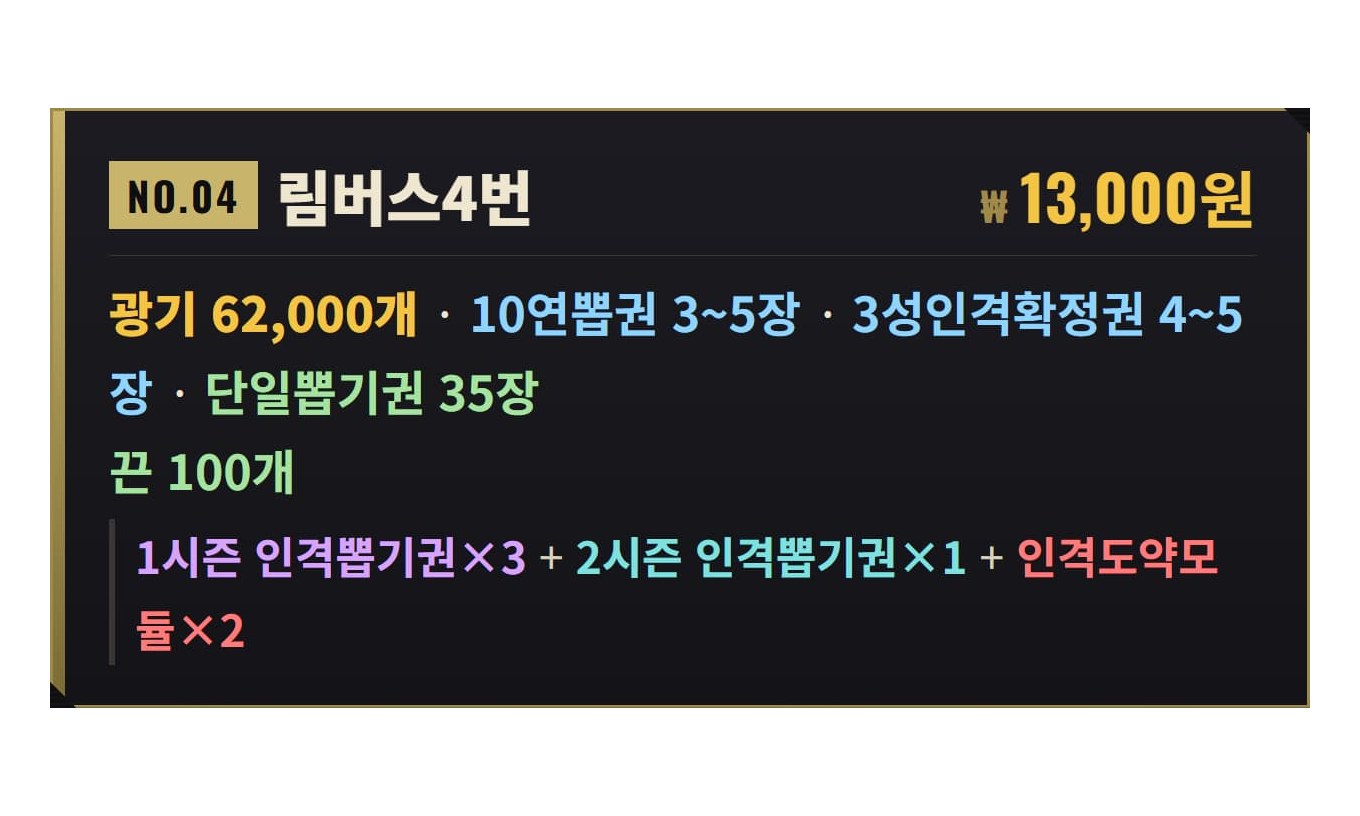 NO.04 림버스4번 ₩ 13,000원
광기 62,000개 · 10연뽑권 3~5장 · 3성인격확정권 4~5
장 · 단일뽑기권 35장
끈 100개
1시즌 인격뽑기권×3 + 2시즌 인격뽑기권×1 + 인격도약모
듈×2